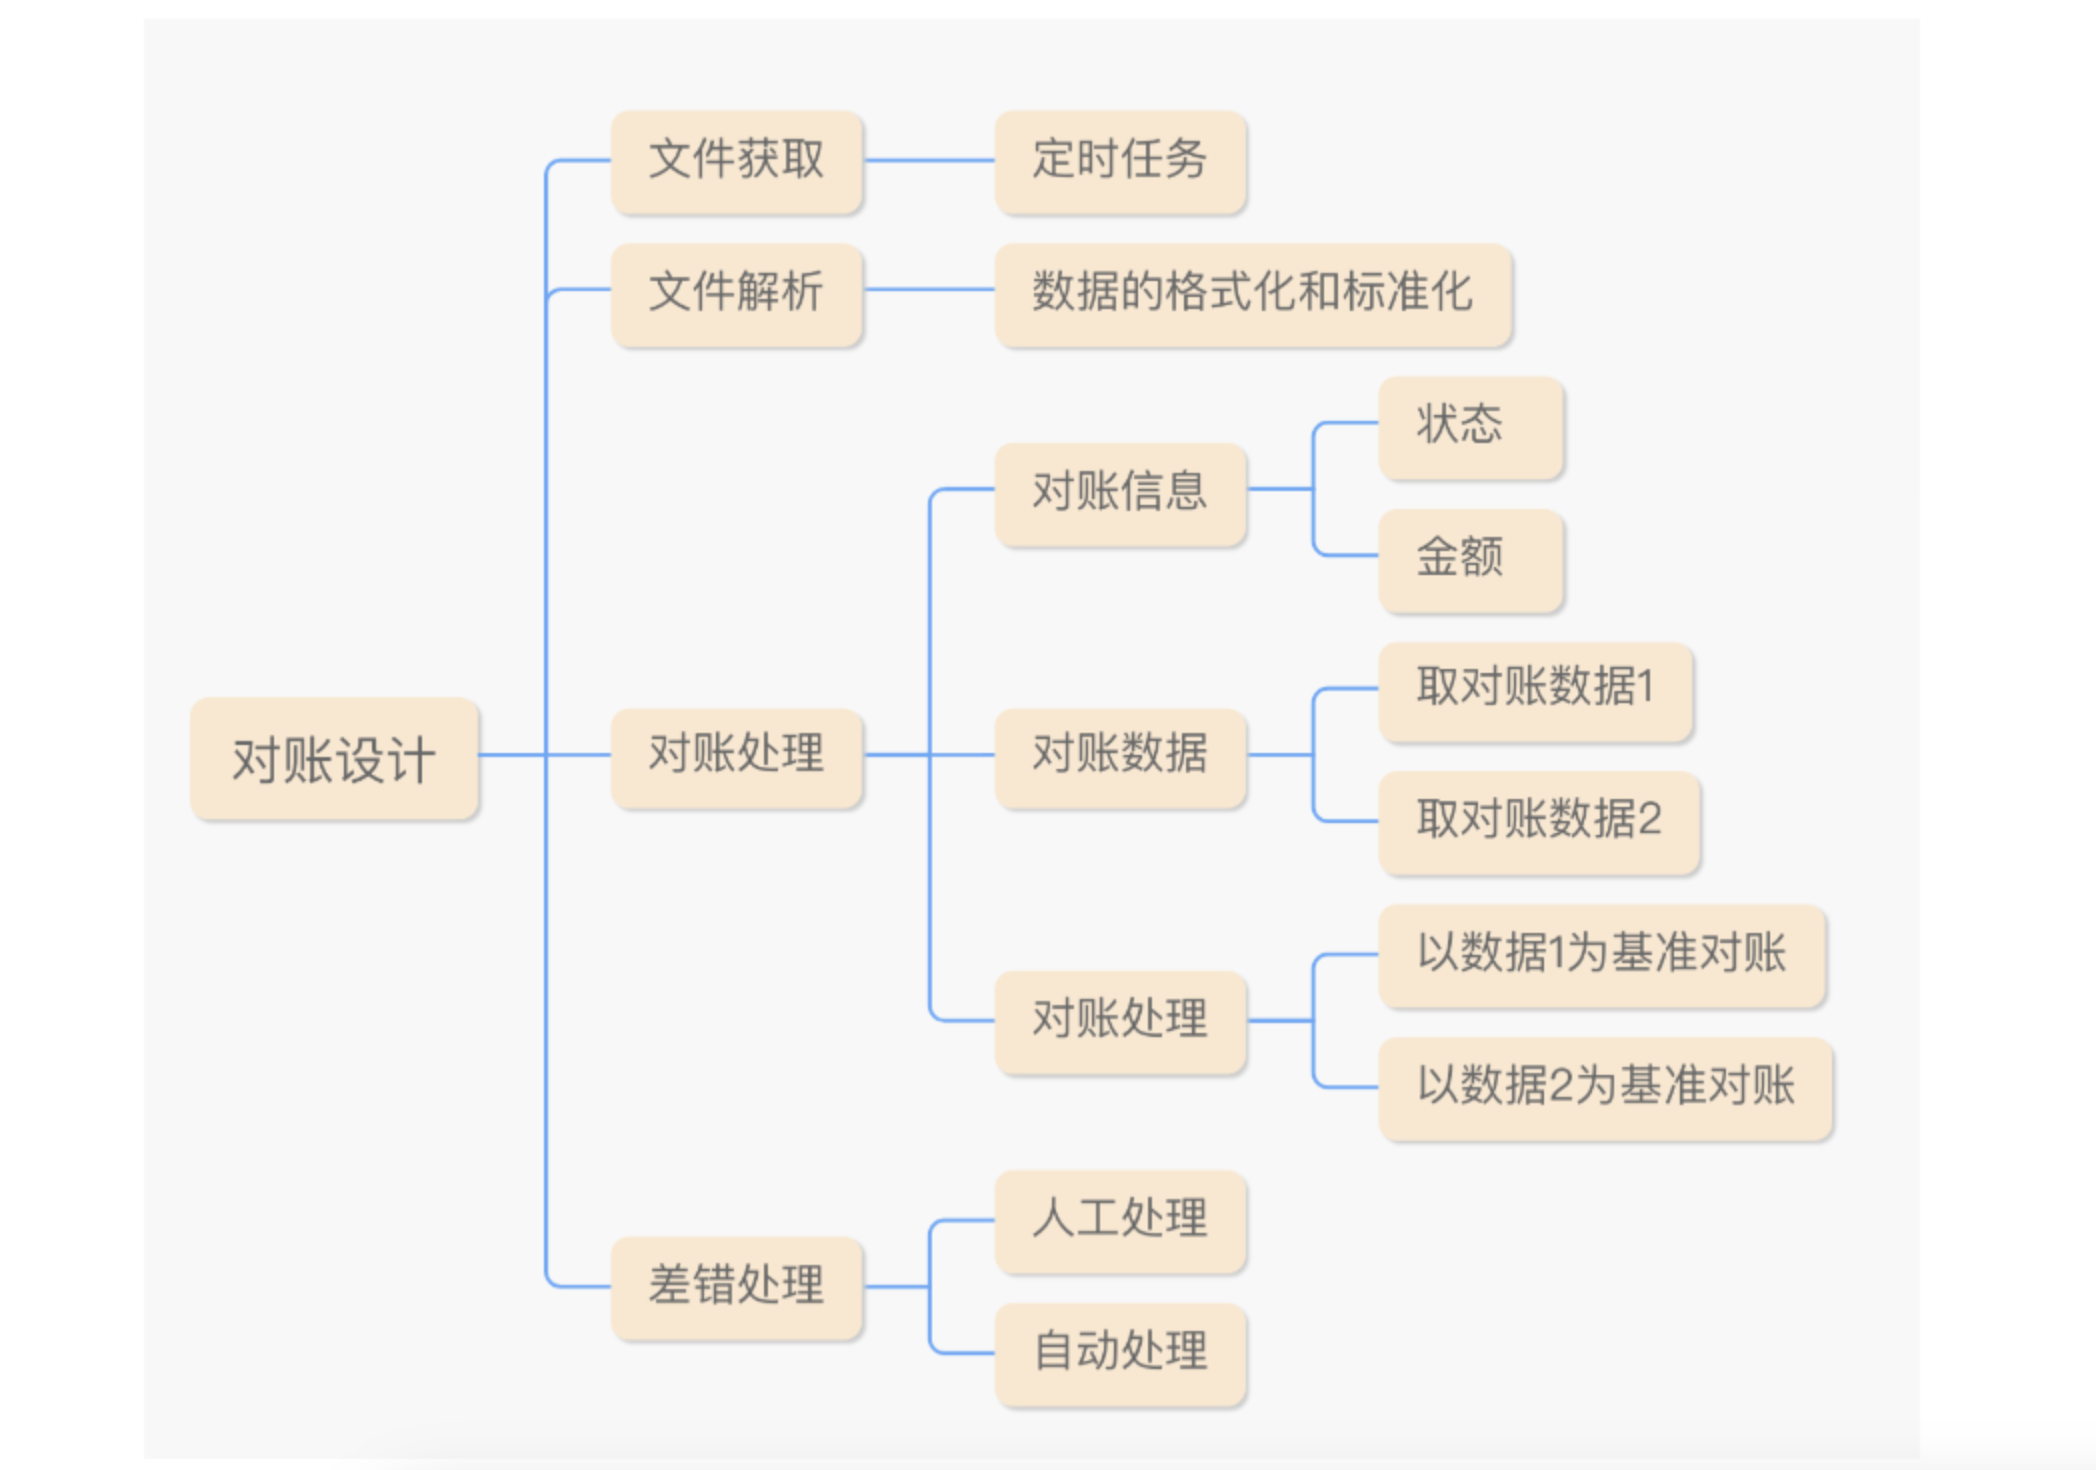 文件获取
定时任务
文件解析
数据的格式化和标准化
状态
对账信息
金额
取对账数据1
对账设计
对账处理
对账数据
取对账数据2
以数据1为基准对账
对账处理
以数据2为基准对账
人工处理
差错处理
自动处理